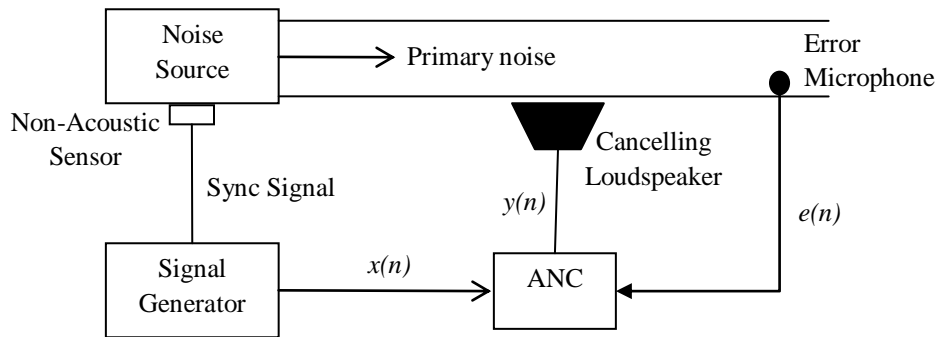 Noise
Source
Primary noise
Error
Microphone
Non-Acoustic
Sensor
Cancelling
Loudspeaker
Sync Signal
y(n)
e(n)
Signal
Generator
x(n)
ANC